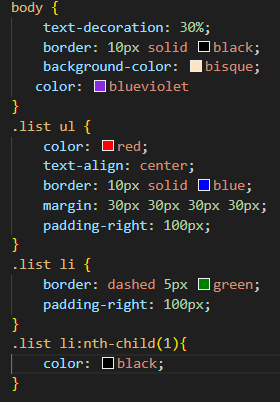 body {
    text-decoration: 30%;
    border: 10px solid black;
    background-color: bisque;
   color: blueviolet
}
.list ul {
    color: red;
    text-align: center;
    border: 10px solid blue;
    margin: 30px 30px 30px 30px;
    padding-right: 100px;
}
.list li {
    border: dashed 5px green;
    padding-right: 100px;
}
.list li:nth-child(1){
    color: black;
}